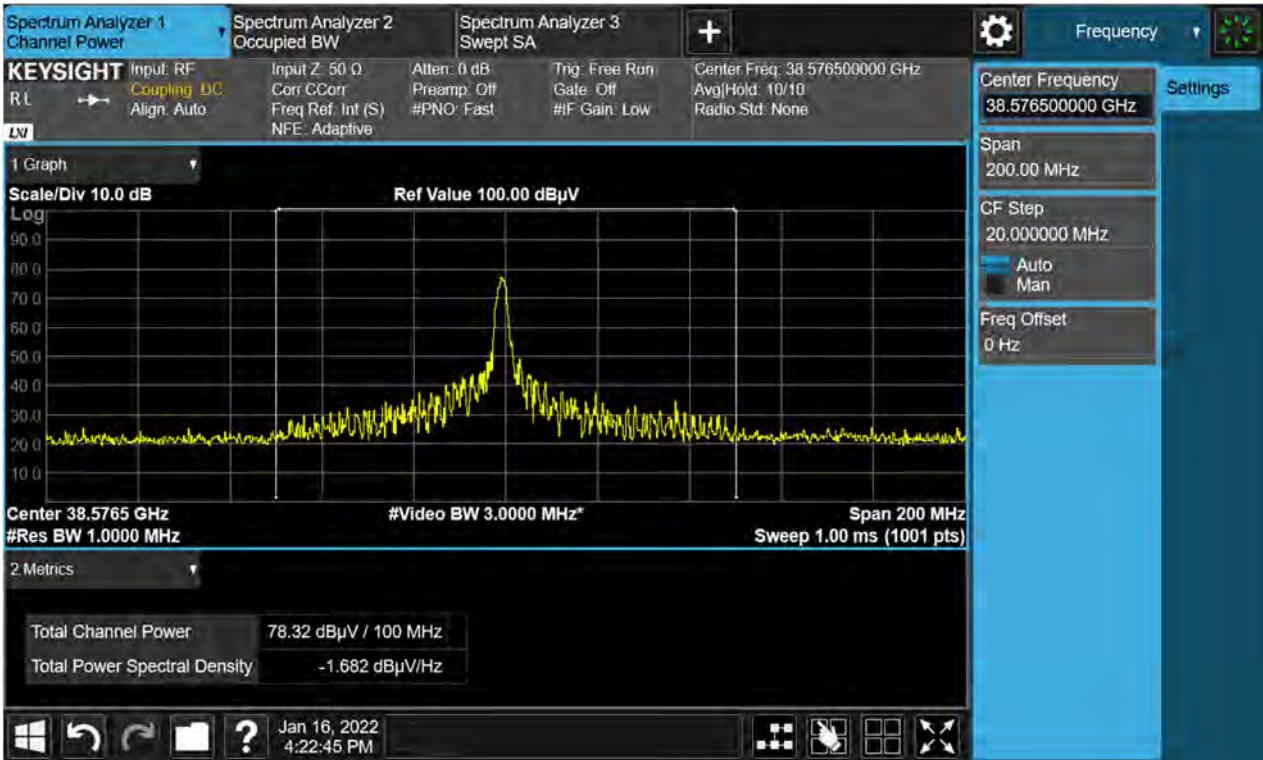 Spectrum Analyzer 1
Channel Power
Spectrum Analyzer 2
Occupied BW
Spectrum Analyzer 3
Swept SA
+
Frequency
KEYSIGHT
RL
LXI
Input: RF
Coupling: DC
Align: Auto
Input Z: 50 Ω
Corr CCorr
Freq Ref: Int (S)
NFE: Adaptive
Atten: 0 dB
Preamp: Off
#PNO: Fast
Trig: Free Run
Gate: Off
#IF Gain: Low
Center Freq: 38.576500000 GHz
Avg|Hold: 10/10
Radio Std: None
Center Frequency
38.576500000 GHz
Settings
Span
200.00 MHz
CF Step
20.000000 MHz
Auto
Man
Freq Offset
0 Hz
1 Graph
Scale/Div 10.0 dB
Ref Value 100.00 dBµV
Log
90.0
80.0
70.0
60.0
50.0
40.0
30.0
20.0
10.0
Center 38.5765 GHz
#Video BW 3.0000 MHz*
Span 200 MHz
#Res BW 1.0000 MHz
Sweep 1.00 ms (1001 pts)
2 Metrics
Total Channel Power
78.32 dBµV / 100 MHz
Total Power Spectral Density
-1.682 dBµV/Hz
?
Jan 16, 2022
4:22:45 PM